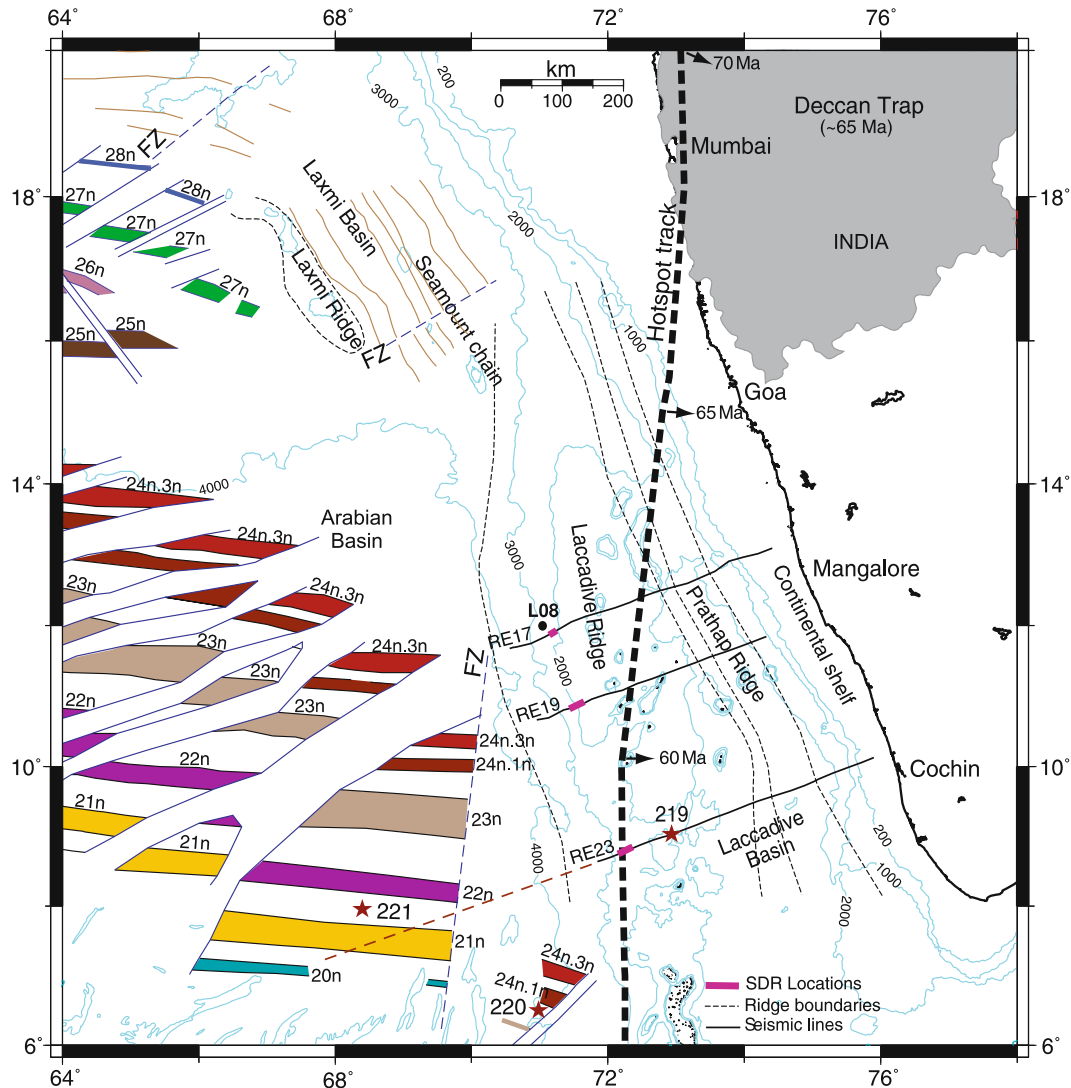 64˚ 68˚ 72˚ 76˚
km
0 100 200
70 Ma
Deccan Trap
(~65 Ma)
Mumbai
INDIA
Hotspot track
200
3000
2000
1000
FZ
28n
28n
18˚ 18˚
27n
27n
27n
27n
26n
25n
25n
Laxmi Basin
Laxmi Ridge
Seamount chain
FZ
Goa
65 Ma
14˚ 14˚
24n.3n
4000
Arabian
Basin
24n.3n
24n.3n
24n.3n
23n
23n
23n
23n
3000
L08
RE17
Laccadive Ridge
2000
Prathap Ridge
Mangalore
Continental shelf
FZ
RE19
22n
22n
24n.3n
24n.1n
60 Ma
10˚ 10˚
Cochin
21n
21n
23n
219
RE23
Laccadive
Basin
4000
200
1000
2000
22n
221
21n
20n
24n.3n
24n.1n
220
SDR Locations
Ridge boundaries
Seismic lines
6˚ 6˚
64˚ 68˚ 72˚ 76˚